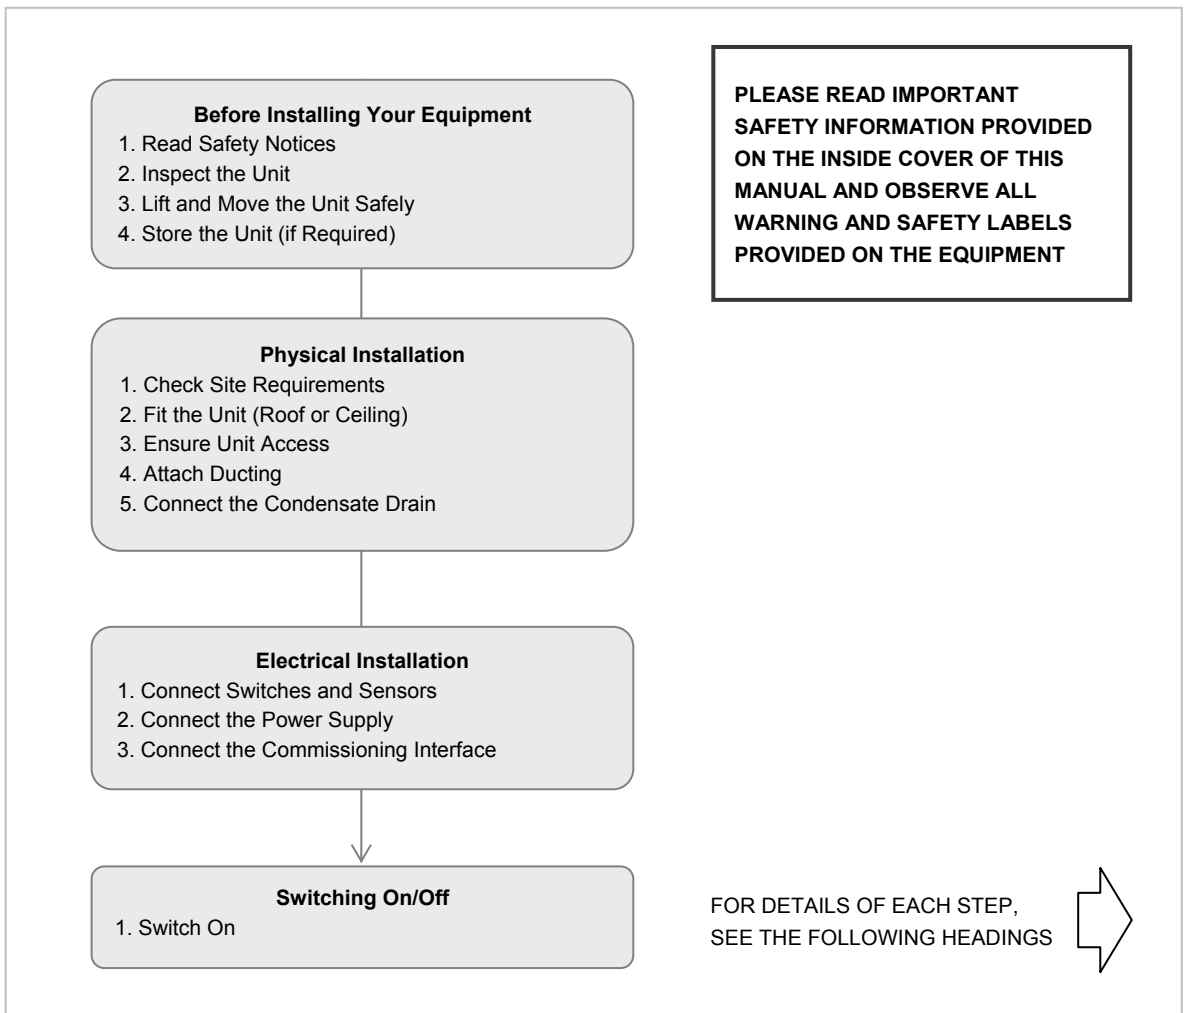 Before Installing Your Equipment
1. Read Safety Notices
2. Inspect the Unit
3. Lift and Move the Unit Safely
4. Store the Unit (if Required)
PLEASE READ IMPORTANT
SAFETY INFORMATION PROVIDED
ON THE INSIDE COVER OF THIS
MANUAL AND OBSERVE ALL
WARNING AND SAFETY LABELS
PROVIDED ON THE EQUIPMENT
Physical Installation
1. Check Site Requirements
2. Fit the Unit (Roof or Ceiling)
3. Ensure Unit Access
4. Attach Ducting
5. Connect the Condensate Drain
Electrical Installation
1. Connect Switches and Sensors
2. Connect the Power Supply
3. Connect the Commissioning Interface
Switching On/Off
1. Switch On
FOR DETAILS OF EACH STEP,
SEE THE FOLLOWING HEADINGS